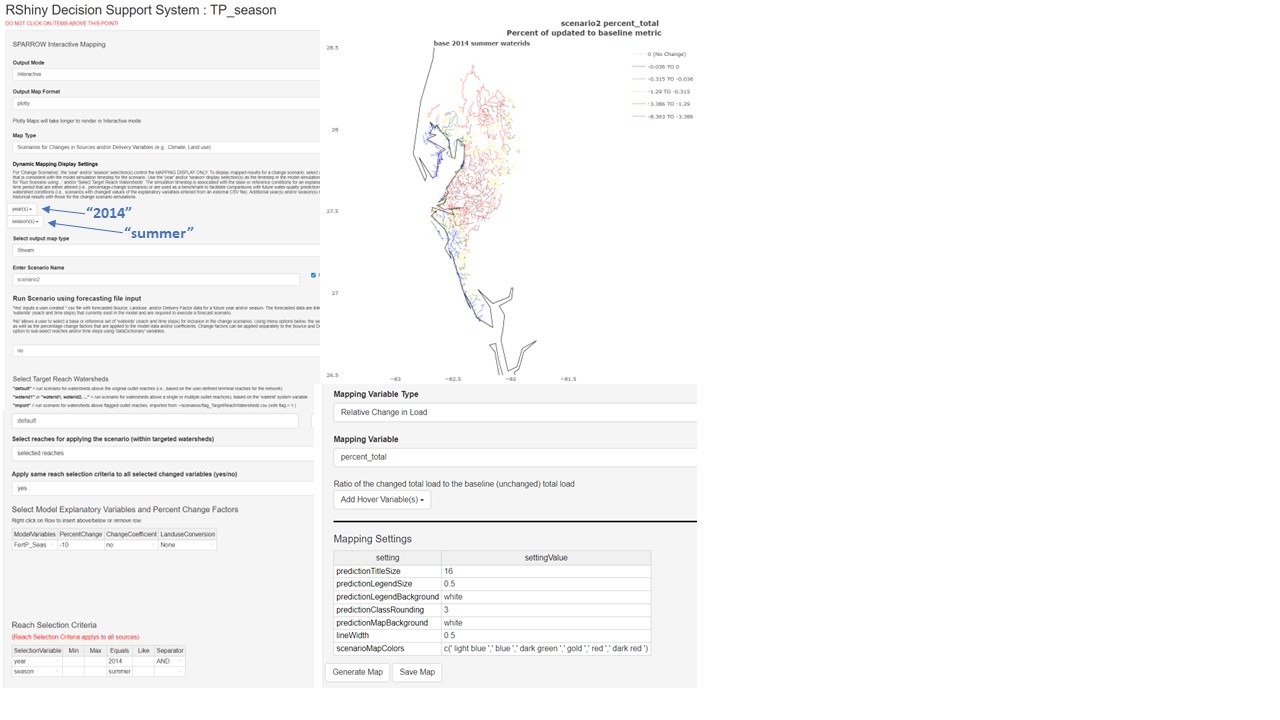 RShiny Decision Support System : TP_season
DO NOT CLICK ON ITEMS ABOVE THIS POINT!
SPARROW Interactive Mapping
Output Mode
Interactive
Output Map Format
plotly
Plotly Maps will take longer to render in Interactive mode
Map Type
Scenarios for Changes in Sources and/or Delivery Variables (e.g., Climate, Land use)
Dynamic Mapping Display Settings
For 'Change Scenarios', the 'year' and/or 'season' selection(s) control the MAPPING DISPLAY ONLY. To display mapped results for a change scenario, select
that is consistent with the model timestep for the scenario. Use the 'year' and/or 'season' display selection(s) as the timestep in the model simulation
for 'Run Scenario using...' and/or 'Select Target Reach Watersheds'. The simulation timestep is associated with the base or reference conditions for an
time period that are either altered (i.e., percentage-change scenarios) or are used as a benchmark to facilitate comparisons with future water-quality
watershed conditions (i.e., scenarios with changed values of the explanatory variables entered from an external CSV file). Additional year(s) and/or season(s)
historical results with those for the change scenario simulations.
year(s)
“2014”
season(s)
“summer”
Select output map type
Stream
Enter Scenario Name
scenario2
Run Scenario using forecasting file input
'Yes' inputs a user-created *.csv file with forecasted Source, Landuse, and/or Delivery Factor data for a future year and/or season. The forecasted data are
'waterids' (reach and time steps) that currently exist in the model and are required to execute a forecast scenario.
'No' allows a user to select a base or reference set of 'waterids' (reach and time steps) for inclusion in the change scenarios. Using menu options below, the
as well as the percentage change factors that are applied to the model data and/or coefficients. Change factors can be applied separately to the Source and
option to sub-select reaches and/or time steps using 'dataDictionary' variables.
no
Select Target Reach Watersheds
"default" = run scenario for watersheds above the original outlet reaches (i.e., based on the user-defined terminal reaches for the network)
"waterid1" or "waterid1, waterid2, ..." = run scenario for watersheds above a single or multiple outlet reach(es), based on the 'waterid' system variable
"import" = run scenario for watersheds above flagged outlet reaches, imported from ~/scenarios/flag_TargetReachWatersheds.csv (with flag = 1 )
default
Select reaches for applying the scenario (within targeted watersheds)
selected reaches
Apply same reach selection criteria to all selected changed variables (yes/no)
yes
Select Model Explanatory Variables and Percent Change Factors
Right click on Row to insert above/below or remove row
ModelVariables PercentChange ChangeCoefficient LanduseConversion
FertP_Seas -10 no None
Reach Selection Criteria
(Reach Selection Criteria applys to all sources)
SelectionVariable Min Max Equals Like Separator
year 2014 AND
season summer
scenario2 percent_total
Percent of updated to baseline metric
base 2014 summer waterids
28.5
28
27.5
27
26.5
−83 −82.5 −82 −81.5
0 (No Change)
-0.036 TO 0
-0.315 TO -0.036
-1.29 TO -0.315
-3.386 TO -1.29
-8.363 TO -3.386
Mapping Variable Type
Relative Change in Load
Mapping Variable
percent_total
Ratio of the changed total load to the baseline (unchanged) total load
Add Hover Variable(s)
Mapping Settings
setting settingValue
predictionTitleSize 16
predictionLegendSize 0.5
predictionLegendBackground white
predictionClassRounding 3
predictionMapBackground white
lineWidth 0.5
scenarioMapColors c(' light blue ',' blue ',' dark green ',' gold ',' red ',' dark red ')
Generate Map Save Map